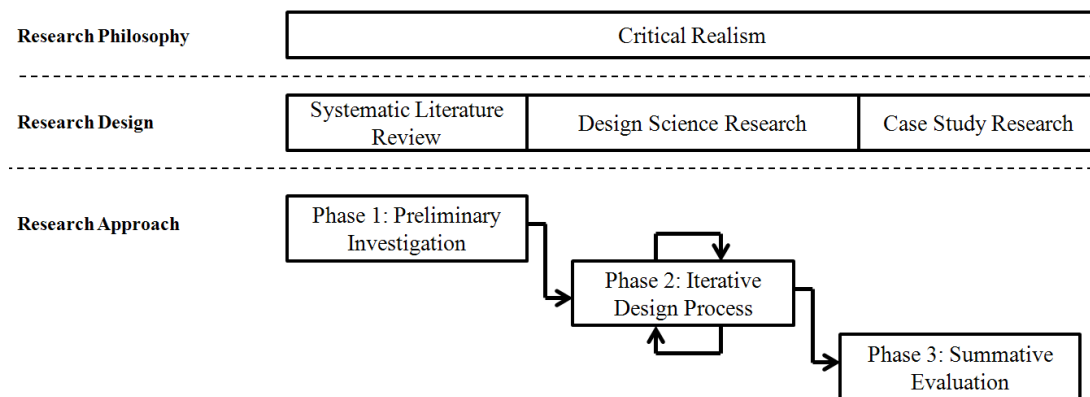 Research Philosophy
Critical Realism
Research Design
Systematic Literature
Review
Design Science Research
Case Study Research
Research Approach
Phase 1: Preliminary
Investigation
Phase 2: Iterative
Design Process
Phase 3: Summative
Evaluation